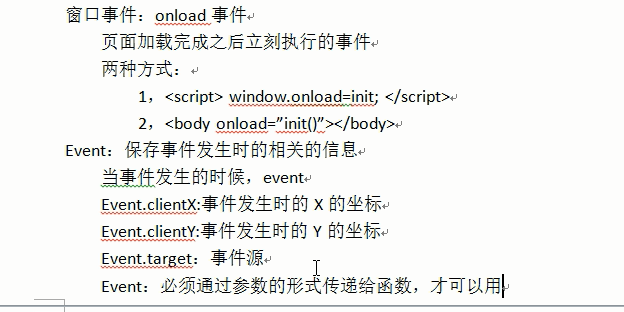 窗口事件：onload 事件
页面加载完成之后立刻执行的事件
两种方式：
1，<script> window.onload=init; </script>
2，<body onload=”init()”></body>
Event：保存事件发生时的相关的信息
当事件发生的时候，event
Event.clientX:事件发生时的 X 的坐标
Event.clientY:事件发生时的 Y 的坐标
Event.target：事件源
Event：必须通过参数的形式传递给函数，才可以用